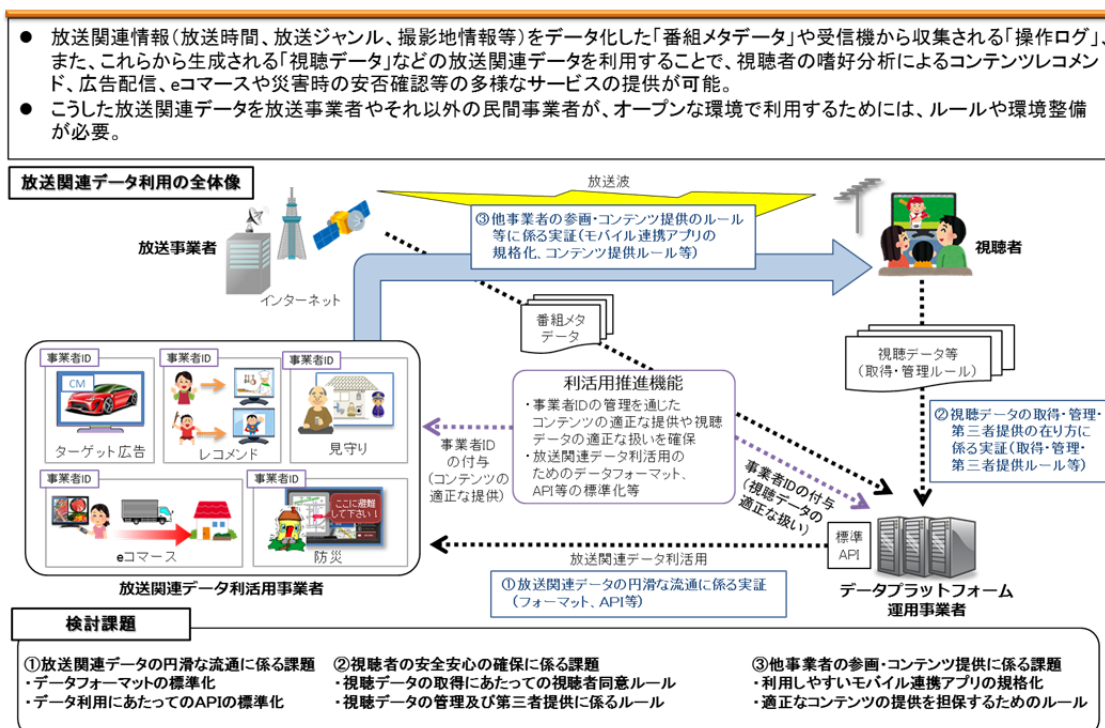 ● 放送関連情報(放送時間、放送ジャンル、撮影地情報等)をデータ化した「番組メタデータ」や受信機から収集される「操作ログ」、
また、これらから生成される「視聴データ」などの放送関連データを利用することで、視聴者の嗜好分析によるコンテンツレコメン
ド、広告配信、eコマースや災害時の安否確認等の多様なサービスの提供が可能。
● こうした放送関連データを放送事業者やそれ以外の民間事業者が、オープンな環境で利用するためには、ルールや環境整備
が必要。
放送関連データ利用の全体像
放送波
放送事業者
③他事業者の参画・コンテンツ提供のルール
等に係る実証(モバイル連携アプリの
規格化、コンテンツ提供ルール等)
視聴者
インターネット
番組メタ
データ
視聴データ等
(取得・管理ルール)
事業者ID
CM
ターゲット広告
事業者ID
レコメンド
事業者ID
見守り
事業者ID
eコマース
事業者ID
ここに避難
して下さい!
防災
放送関連データ利活用事業者
利活用推進機能
・事業者IDの管理を通じた
コンテンツの適正な提供や視聴
データの適正な扱いを確保
・放送関連データ利活用の
ためのデータフォーマット、
API等の標準化等
事業者ID
の付与
(コンテンツの
適正な提供)
事業者IDの付与
(視聴データの
適正な扱い)
②視聴データの取得・管理・
第三者提供の在り方に
係る実証(取得・管理・
第三者提供ルール等)
標準
API
データプラットフォーム
運用事業者
放送関連データ利活用
①放送関連データの円滑な流通に係る実証
(フォーマット、API等)
検討課題
①放送関連データの円滑な流通に係る課題
・データフォーマットの標準化
・データ利用にあたってのAPIの標準化
②視聴者の安全安心の確保に係る課題
・視聴データの取得にあたっての視聴者同意ルール
・視聴データの管理及び第三者提供に係るルール
③他事業者の参画・コンテンツ提供に係る課題
・利用しやすいモバイル連携アプリの規格化
・適正なコンテンツの提供を担保するためのルール